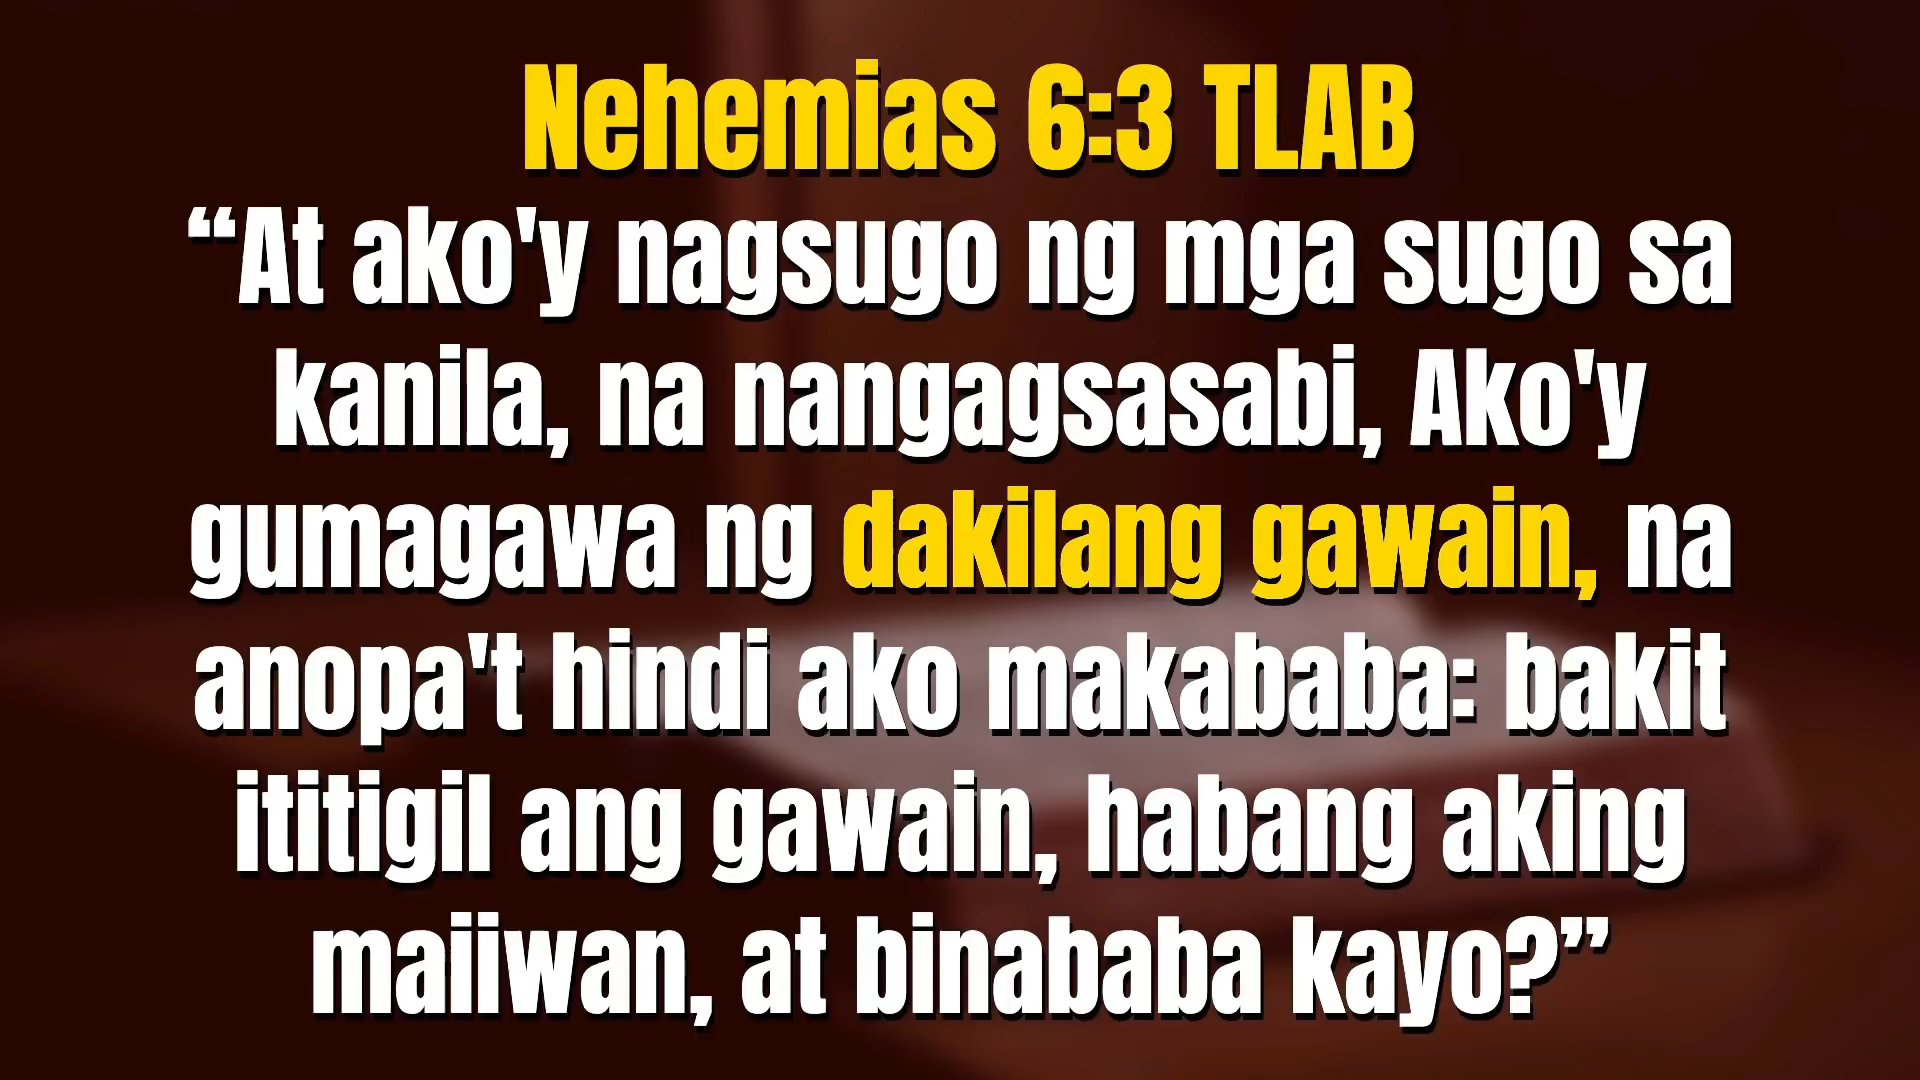 Nehemias 6:3 TLAB
“At ako'y nagsugo ng mga sugo sa
kanila, na nangagsasabi, Ako'y
gumagawa ng dakilang gawain, na
anopa't hindi ako makababa: bakit
ititigil ang gawain, habang aking
maiiwan, at binababa kayo?”